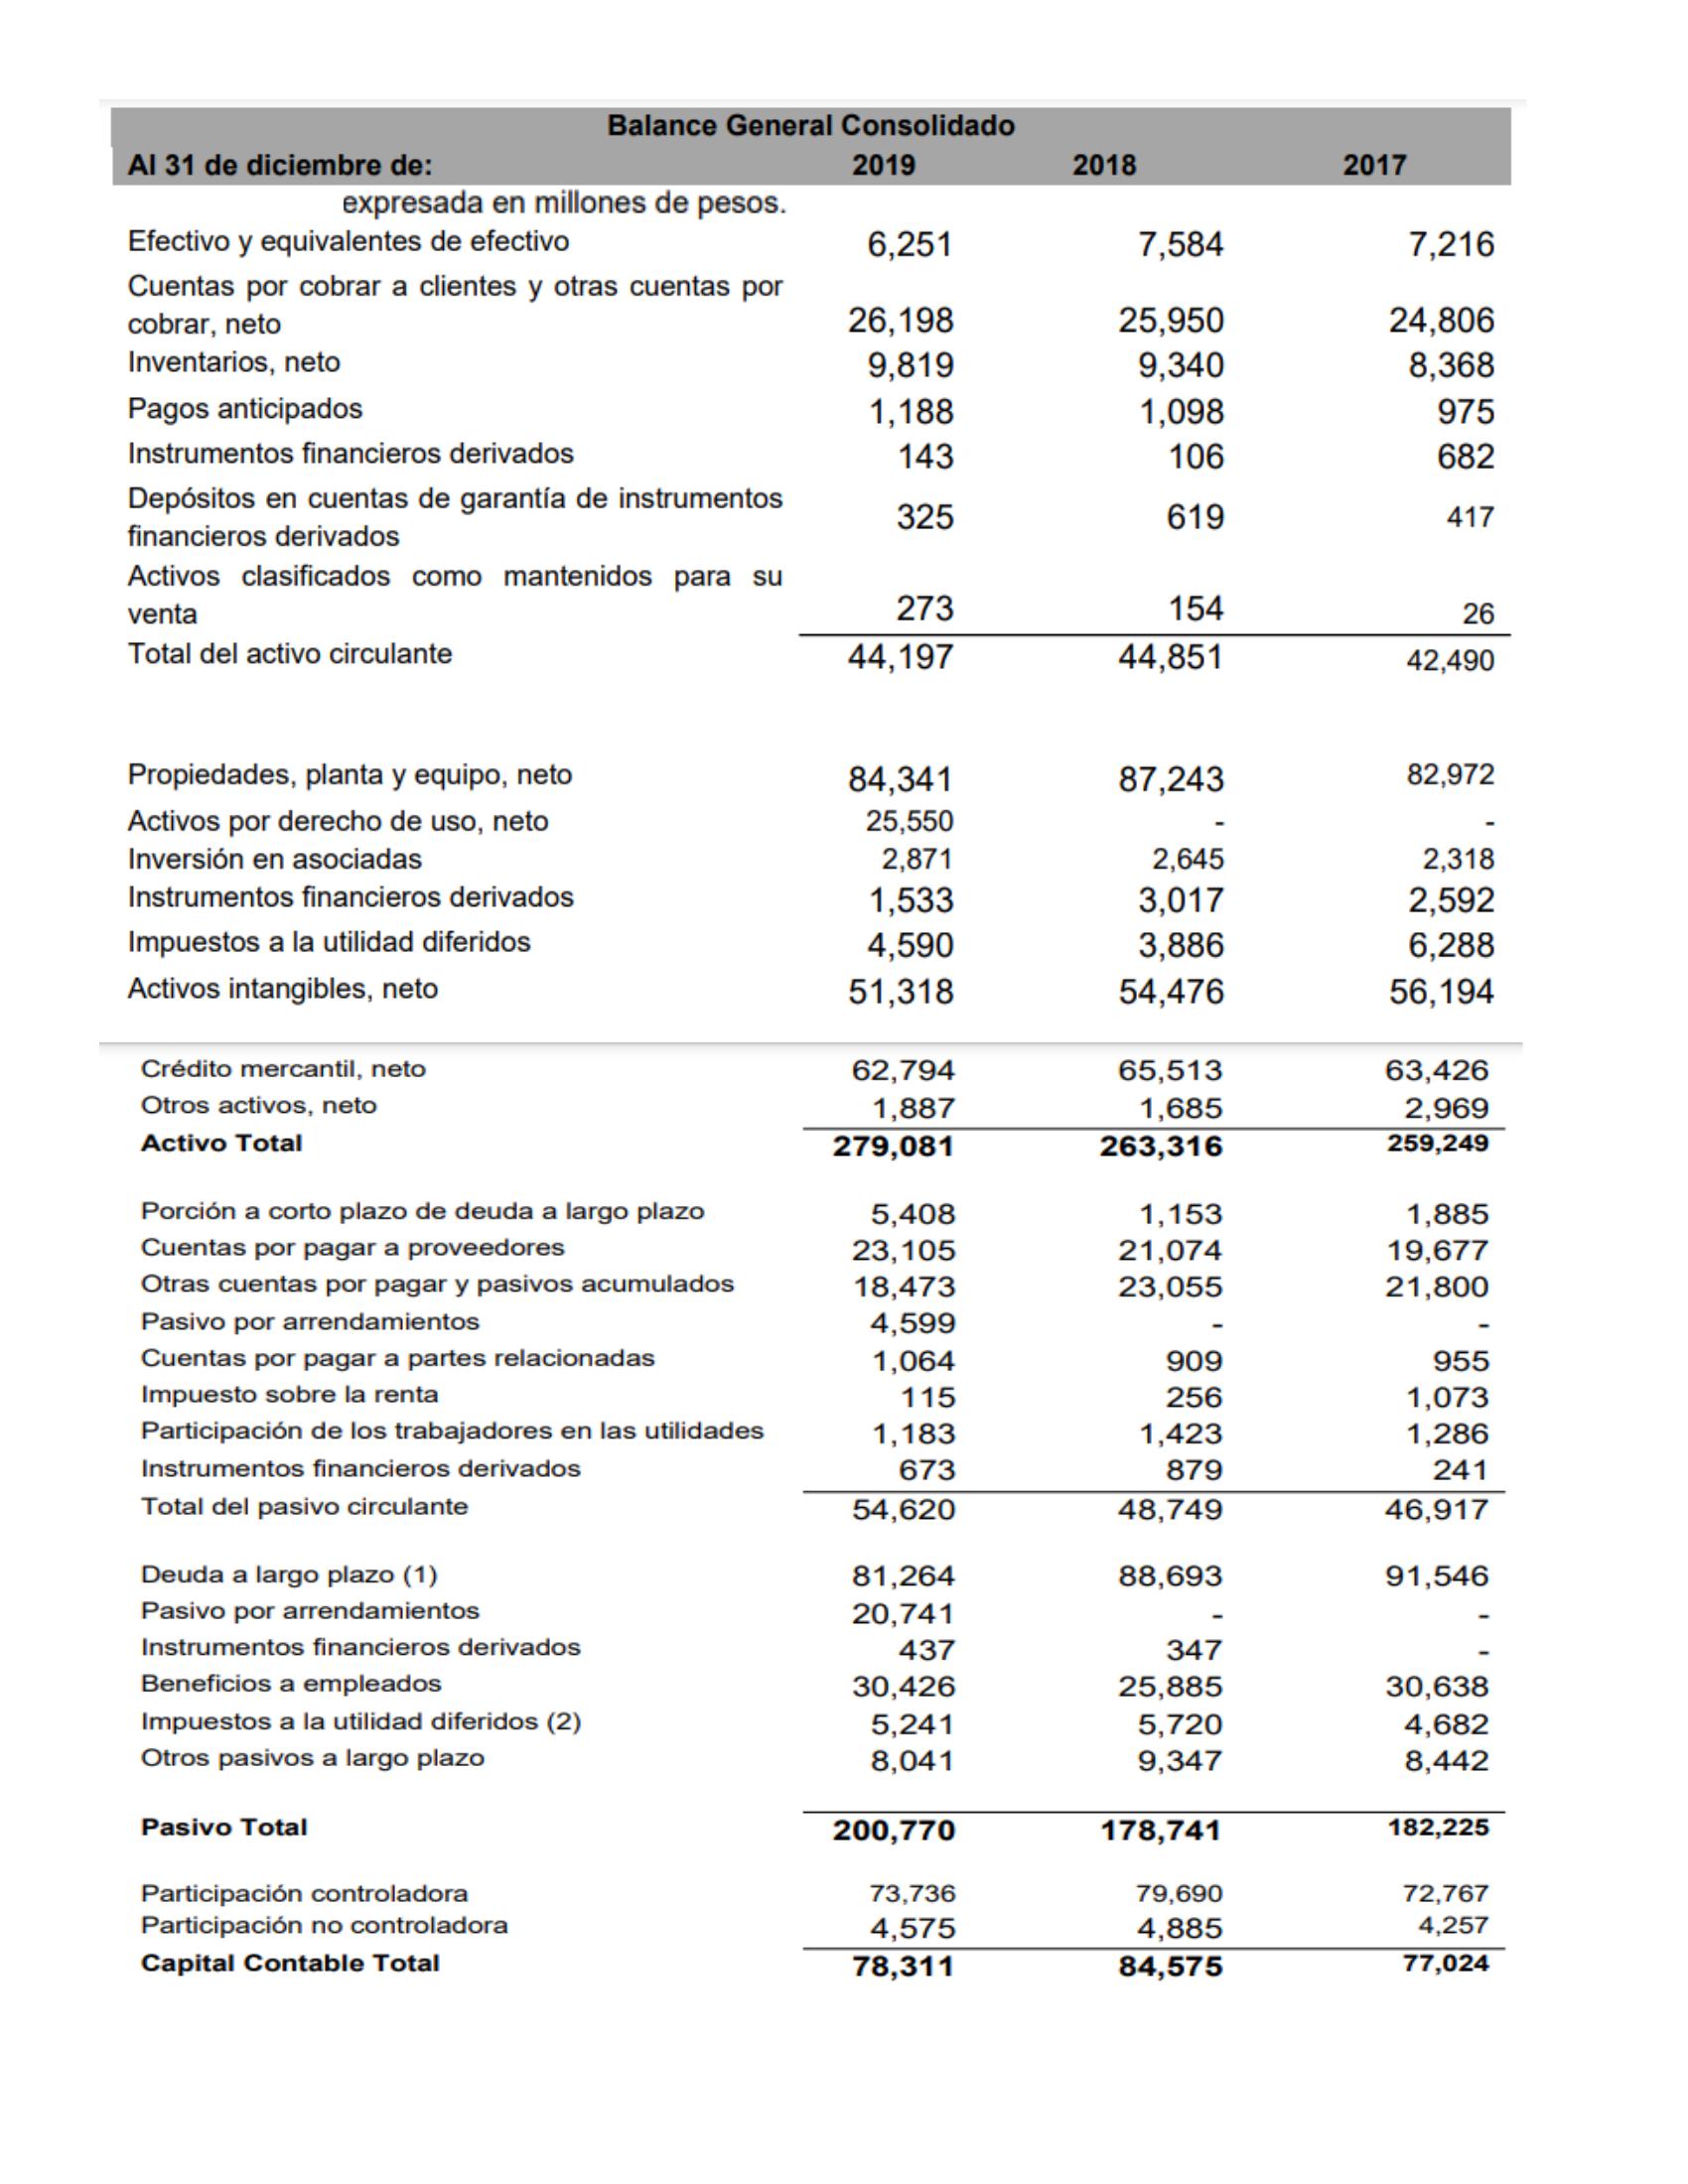 Balance General Consolidado
Al 31 de diciembre de: 2019 2018 2017
expresada en millones de pesos.
Efectivo y equivalentes de efectivo 6,251 7,584 7,216
Cuentas por cobrar a clientes y otras cuentas por
cobrar, neto 26,198 25,950 24,806
Inventarios, neto 9,819 9,340 8,368
Pagos anticipados 1,188 1,098 975
Instrumentos financieros derivados 143 106 682
Depósitos en cuentas de garantía de instrumentos
financieros derivados 325 619 417
Activos clasificados como mantenidos para su
venta 273 154 26
Total del activo circulante 44,197 44,851 42,490
Propiedades, planta y equipo, neto 84,341 87,243 82,972
Activos por derecho de uso, neto 25,550 - -
Inversión en asociadas 2,871 2,645 2,318
Instrumentos financieros derivados 1,533 3,017 2,592
Impuestos a la utilidad diferidos 4,590 3,886 6,288
Activos intangibles, neto 51,318 54,476 56,194
Crédito mercantil, neto 62,794 65,513 63,426
Otros activos, neto 1,887 1,685 2,969
Activo Total 279,081 263,316 259,249
Porción a corto plazo de deuda a largo plazo 5,408 1,153 1,885
Cuentas por pagar a proveedores 23,105 21,074 19,677
Otras cuentas por pagar y pasivos acumulados 18,473 23,055 21,800
Pasivo por arrendamientos 4,599 - -
Cuentas por pagar a partes relacionadas 1,064 909 955
Impuesto sobre la renta 115 256 1,073
Participación de los trabajadores en las utilidades 1,183 1,423 1,286
Instrumentos financieros derivados 673 879 241
Total del pasivo circulante 54,620 48,749 46,917
Deuda a largo plazo (1) 81,264 88,693 91,546
Pasivo por arrendamientos 20,741 - -
Instrumentos financieros derivados 437 347 -
Beneficios a empleados 30,426 25,885 30,638
Impuestos a la utilidad diferidos (2) 5,241 5,720 4,682
Otros pasivos a largo plazo 8,041 9,347 8,442
Pasivo Total 200,770 178,741 182,225
Participación controladora 73,736 79,690 72,767
Participación no controladora 4,575 4,885 4,257
Capital Contable Total 78,311 84,575 77,024